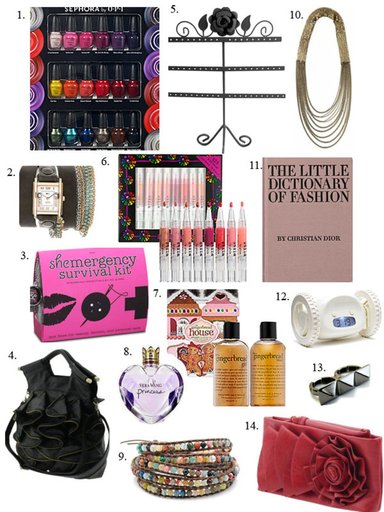 1.
SEPHORA by O·P·I
5.
10.
2.
6.
11.
THE LITTLE
DICTIONARY
OF FASHION
BY CHRISTIAN DIOR
3.
shemergency
survival kit
7.
gingerbread
house
gingerbread
gingerbread
12.
4.
8.
VERA WANG
Princess
13.
9.
14.